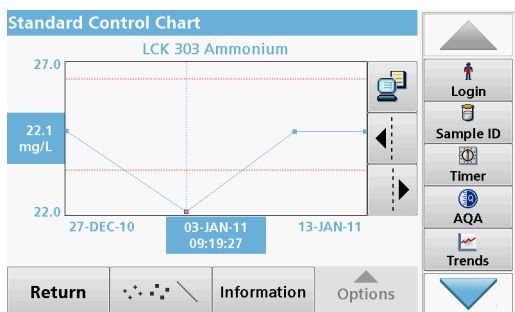 Standard Control Chart
LCK 303 Ammonium
27.0
22.1
mg/L
22.0
27-DEC-10
03-JAN-11
09:19:27
13-JAN-11
Return
Information
Options
Login
Sample ID
Timer
AQA
Trends